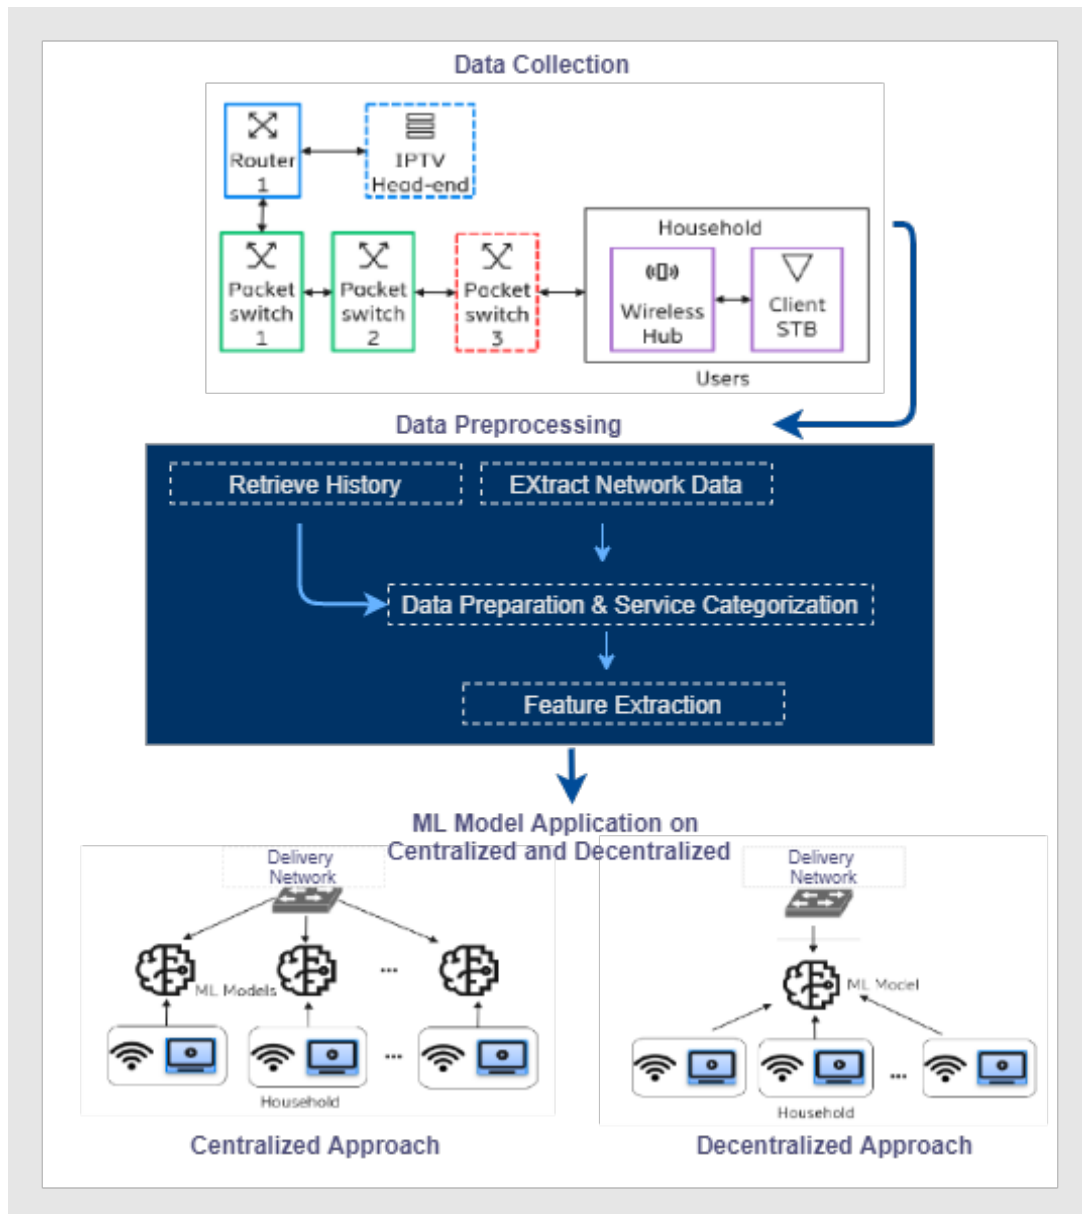 Data Collection
Router
1
IPTV
Head-end
Packet
switch
1
Packet
switch
2
Packet
switch
3
Household
Wireless
Hub
Client
STB
Users
Data Preprocessing
Retrieve History
EXtract Network Data
Data Preparation & Service Categorization
Feature Extraction
ML Model Application on
Centralized and Decentralized
Delivery
Network
ML Models
...
...
Household
Centralized Approach
Delivery
Network
ML Model
...
Household
Decentralized Approach